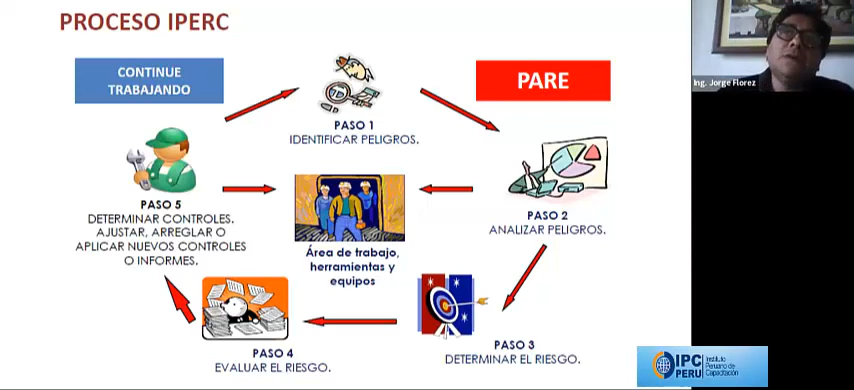 PROCESO IPERC
CONTINUE
TRABAJANDO
PARE
Ing. Jorge Florez
PASO 1
IDENTIFICAR PELIGROS.
PASO 5
DETERMINAR CONTROLES.
AJUSTAR, ARREGLAR O
APLICAR NUEVOS CONTROLES
O INFORMES.
Área de trabajo,
herramientas y
equipos
PASO 2
ANALIZAR PELIGROS.
PASO 4
EVALUAR EL RIESGO.
PASO 3
DETERMINAR EL RIESGO.
IPC
PERU
Instituto
Peruano de
Capacitación